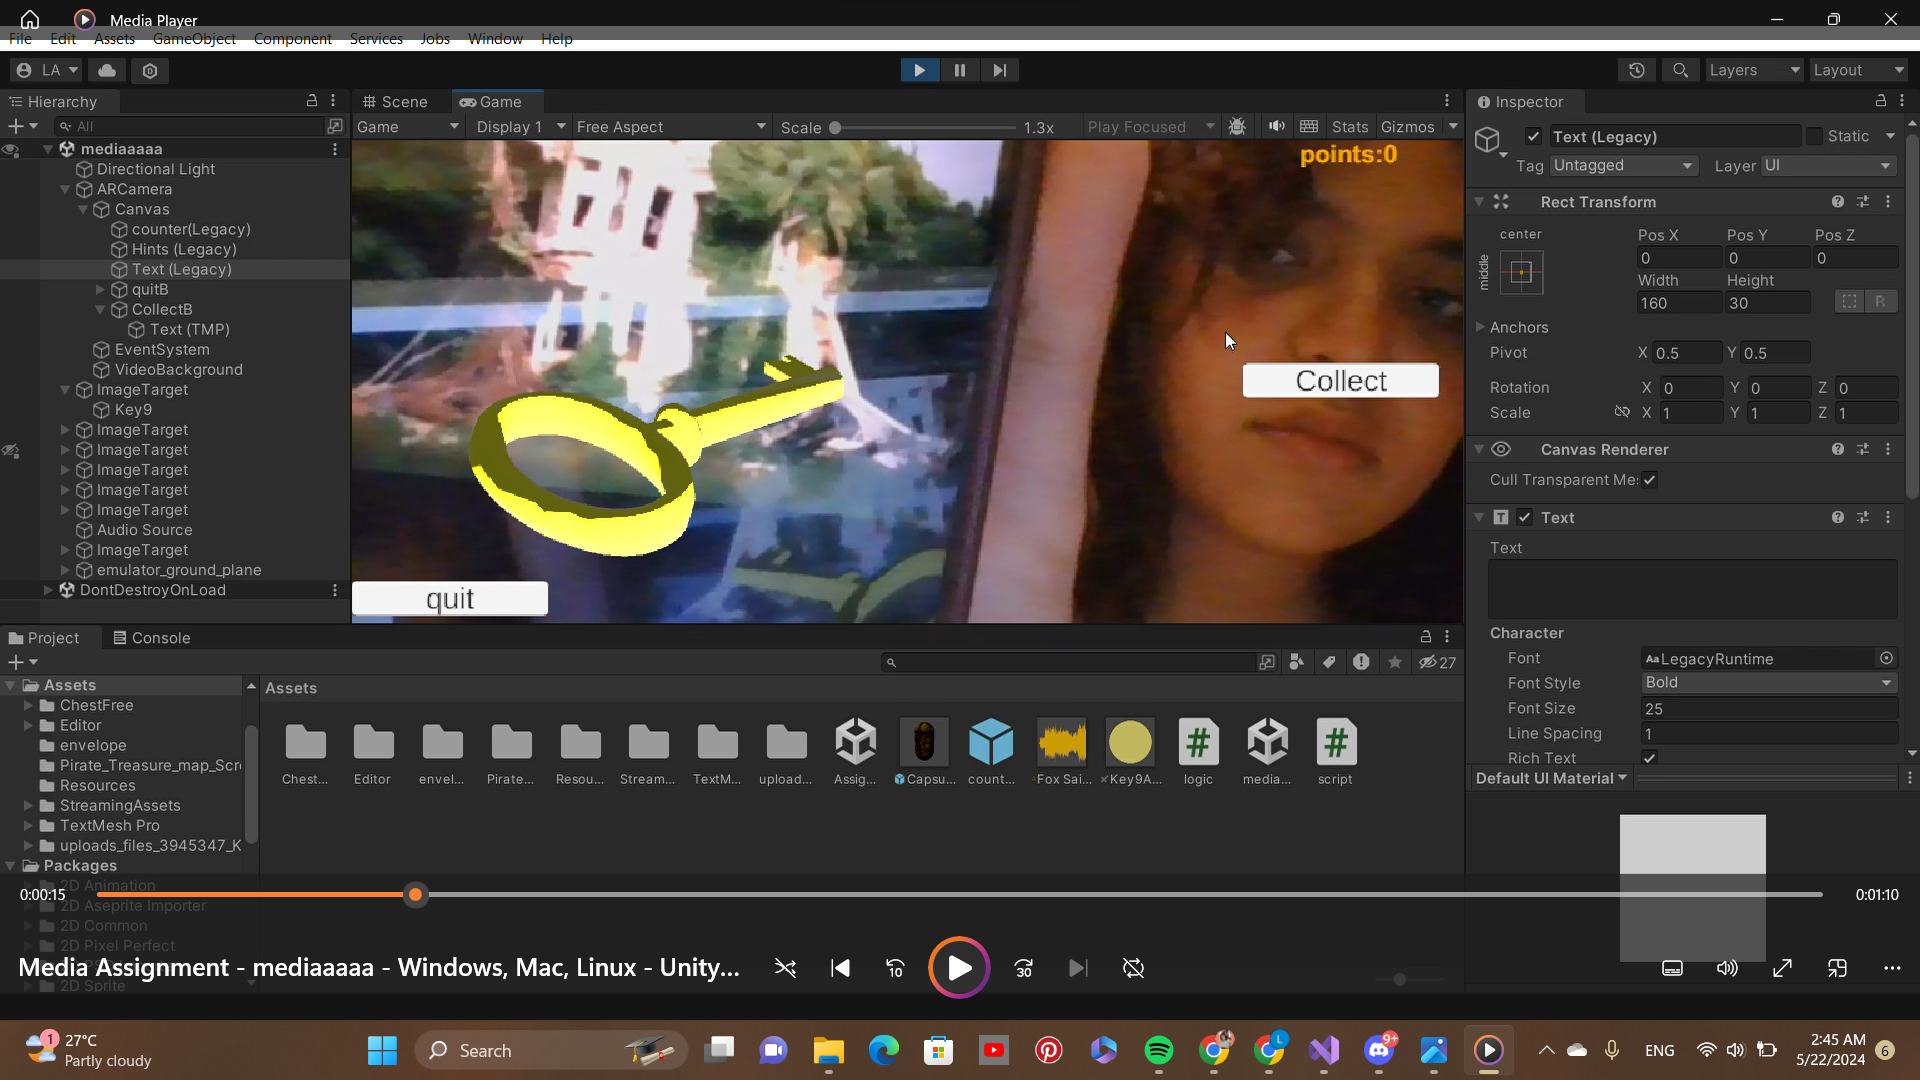 Media Player
File Edit Assets GameObject Component Services Jobs Window Help
LA
Layers Layout
Hierarchy
All
mediaaaaa
Directional Light
ARCamera
Canvas
counter(Legacy)
Hints (Legacy)
Text (Legacy)
quitB
CollectB
Text (TMP)
EventSystem
VideoBackground
ImageTarget
Key9
ImageTarget
ImageTarget
ImageTarget
ImageTarget
ImageTarget
Audio Source
ImageTarget
emulator_ground_plane
DontDestroyOnLoad
Scene Game
Game Display 1 Free Aspect Scale 1.3x Play Focused Stats Gizmos
points:0
Collect
quit
Inspector
Text (Legacy) Static
Tag Untagged Layer UI
Rect Transform
center
middle
Pos X Pos Y Pos Z
0 0 0
Width Height
160 30
R
Anchors
Pivot X 0.5 Y 0.5
Rotation X 0 Y 0 Z 0
Scale X 1 Y 1 Z 1
Canvas Renderer
Cull Transparent Me
Text
Text
Character
Font Aa LegacyRuntime
Font Style Bold
Font Size 25
Line Spacing 1
Rich Text
Default UI Material
Project Console
27
Assets
ChestFree
Editor
envelope
Pirate_Treasure_map_Scr
Resources
StreamingAssets
TextMesh Pro
uploads_files_3945347_K
Packages
2D Animation
2D Aseprite Importer
2D Common
2D Pixel Perfect
2D Sprite
Assets
Chest... Editor envel... Pirate... Resou... Stream... TextM... upload... Assig... Capsu... count... Fox Sai... Key9A... logic media... script
0:00:15 0:01:10
Media Assignment - mediaaaaa - Windows, Mac, Linux - Unity...
10 30
1
27°C
Partly cloudy
Search
L
9+
ENG
2:45 AM
5/22/2024
6